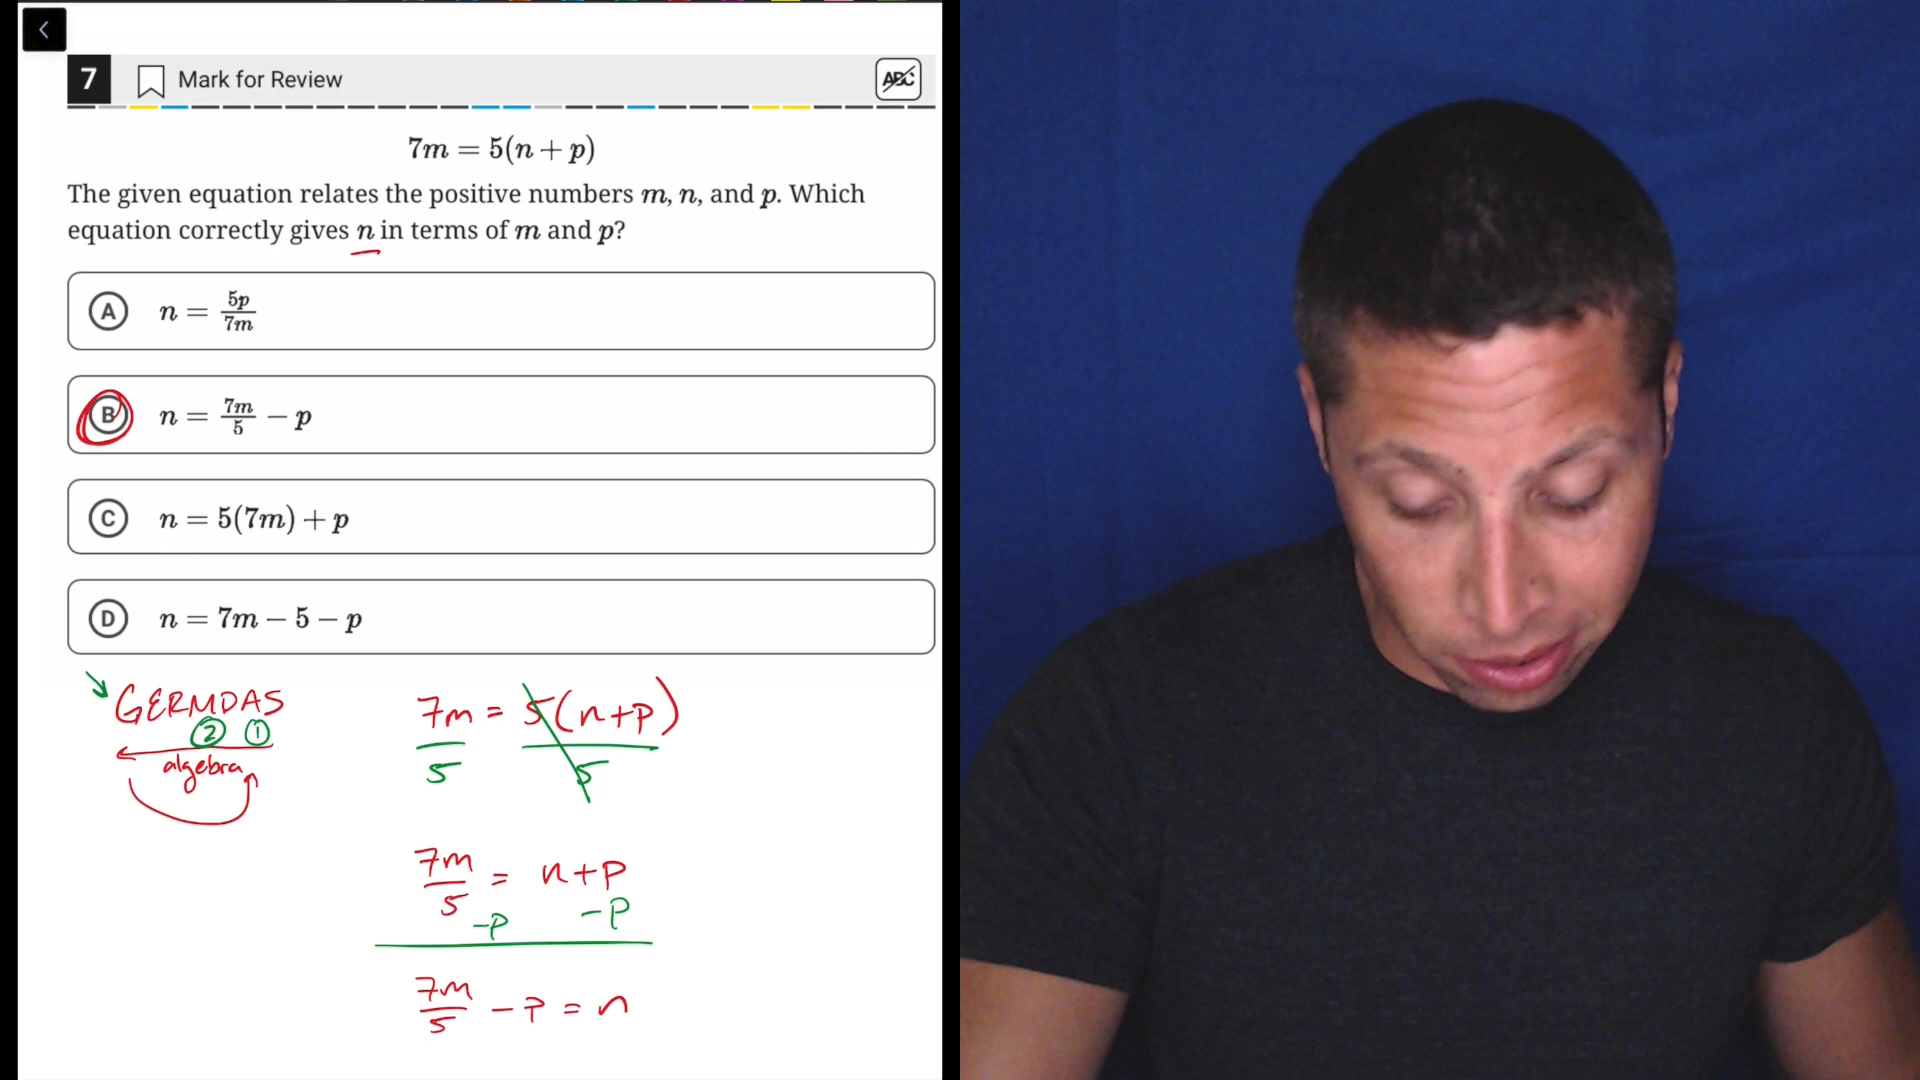 7 Mark for Review ABC
7m = 5(n + p)
The given equation relates the positive numbers m, n, and p. Which
equation correctly gives n in terms of m and p?
A n = 5p/7m
B n = 7m/5 − p
C n = 5(7m) + p
D n = 7m − 5 − p
GERMDAS
2 1
algebra
7m = 5(n+p)
5 5
7m/5 = n+p
-p -p
7m/5 - p = n